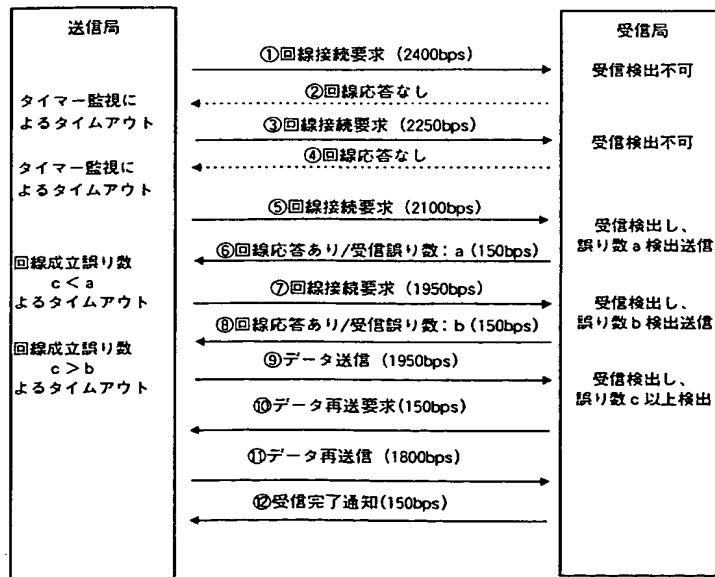 送信局
受信局
①回線接続要求 (2400bps)
受信検出不可
②回線応答なし
タイマー監視に
よるタイムアウト
③回線接続要求 (2250bps)
受信検出不可
④回線応答なし
タイマー監視に
よるタイムアウト
⑤回線接続要求 (2100bps)
受信検出し、
誤り数a検出送信
⑥回線応答あり/受信誤り数: a (150bps)
回線成立誤り数
c<a
よるタイムアウト
⑦回線接続要求 (1950bps)
受信検出し、
誤り数b検出送信
⑧回線応答あり/受信誤り数: b (150bps)
回線成立誤り数
c>b
よるタイムアウト
⑨データ送信 (1950bps)
受信検出し、
誤り数c以上検出
⑩データ再送要求(150bps)
⑪データ再送信 (1800bps)
⑫受信完了通知(150bps)